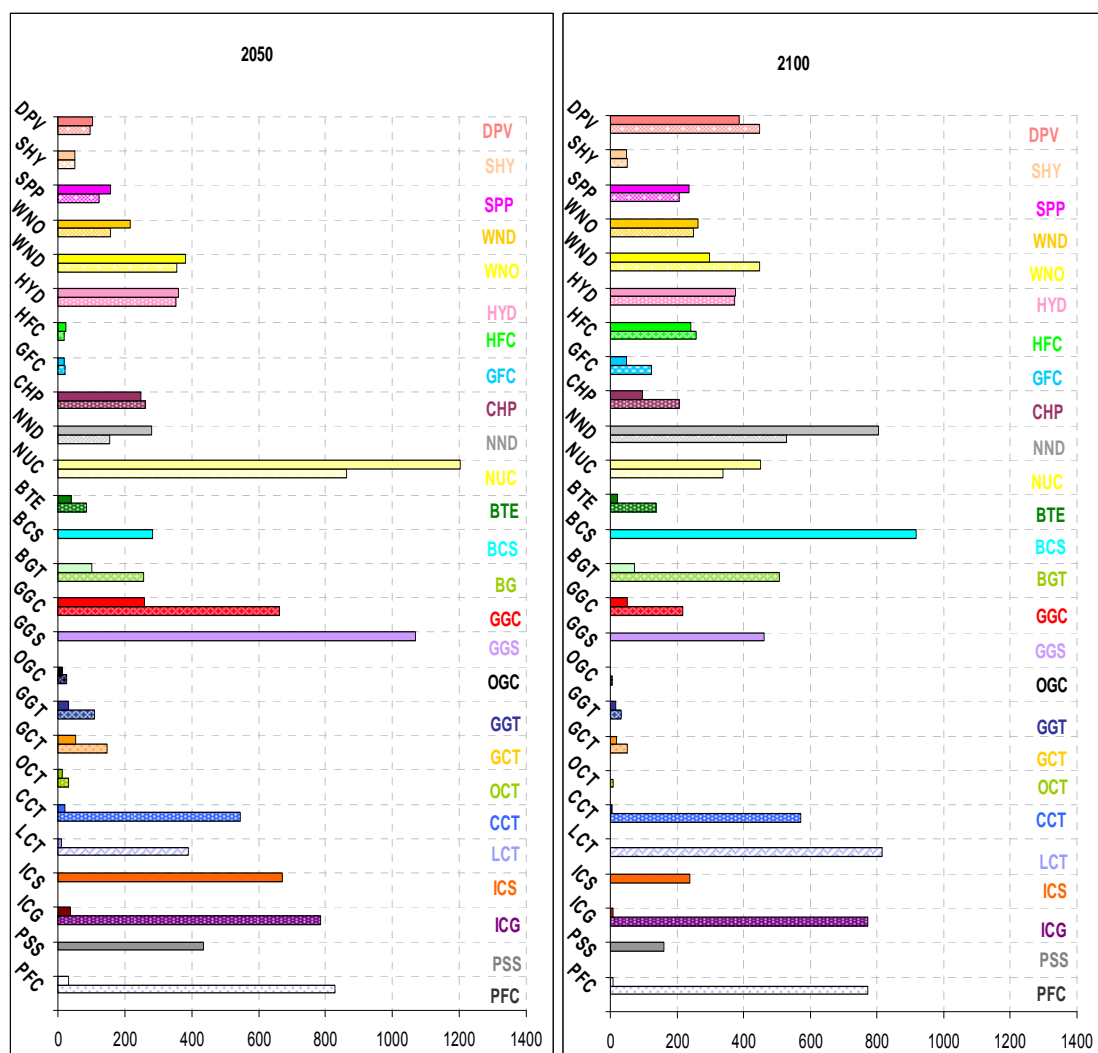 2050
DPV
SHY
SPP
WNO
WND
HYD
HFC
GFC
CHP
NND
NUC
BTE
BCS
BGT
GGC
GGS
OGC
GGT
GCT
OCT
CCT
LCT
ICS
ICG
PSS
PFC
DPV
SHY
SPP
WND
WNO
HYD
HFC
GFC
CHP
NND
NUC
BTE
BCS
BG
GGC
GGS
OGC
GGT
GCT
OCT
CCT
LCT
ICS
ICG
PSS
PFC
0 200 400 600 800 1000 1200 1400
2100
DPV
SHY
SPP
WNO
WND
HYD
HFC
GFC
CHP
NND
NUC
BTE
BCS
BGT
GGC
GGS
OGC
GGT
GCT
OCT
CCT
LCT
ICS
ICG
PSS
PFC
DPV
SHY
SPP
WND
WNO
HYD
HFC
GFC
CHP
NND
NUC
BTE
BCS
BGT
GGC
GGS
OGC
GGT
GCT
OCT
CCT
LCT
ICS
ICG
PSS
PFC
0 200 400 600 800 1000 1200 1400